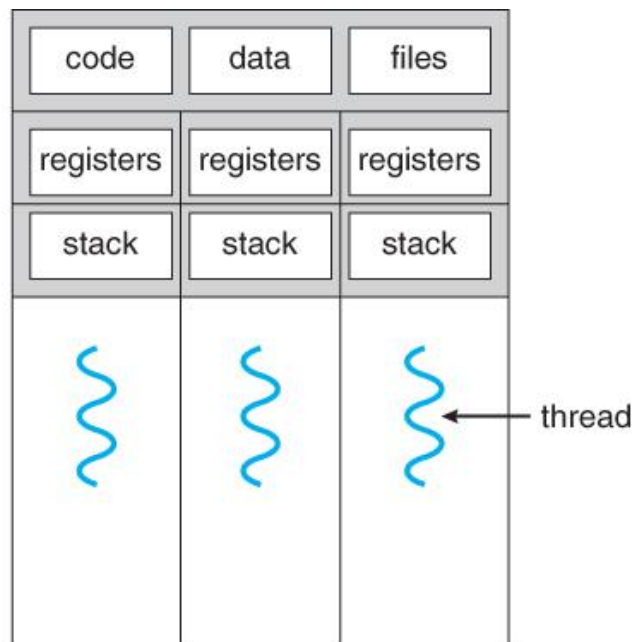 code data files
registers registers registers
stack stack stack
thread